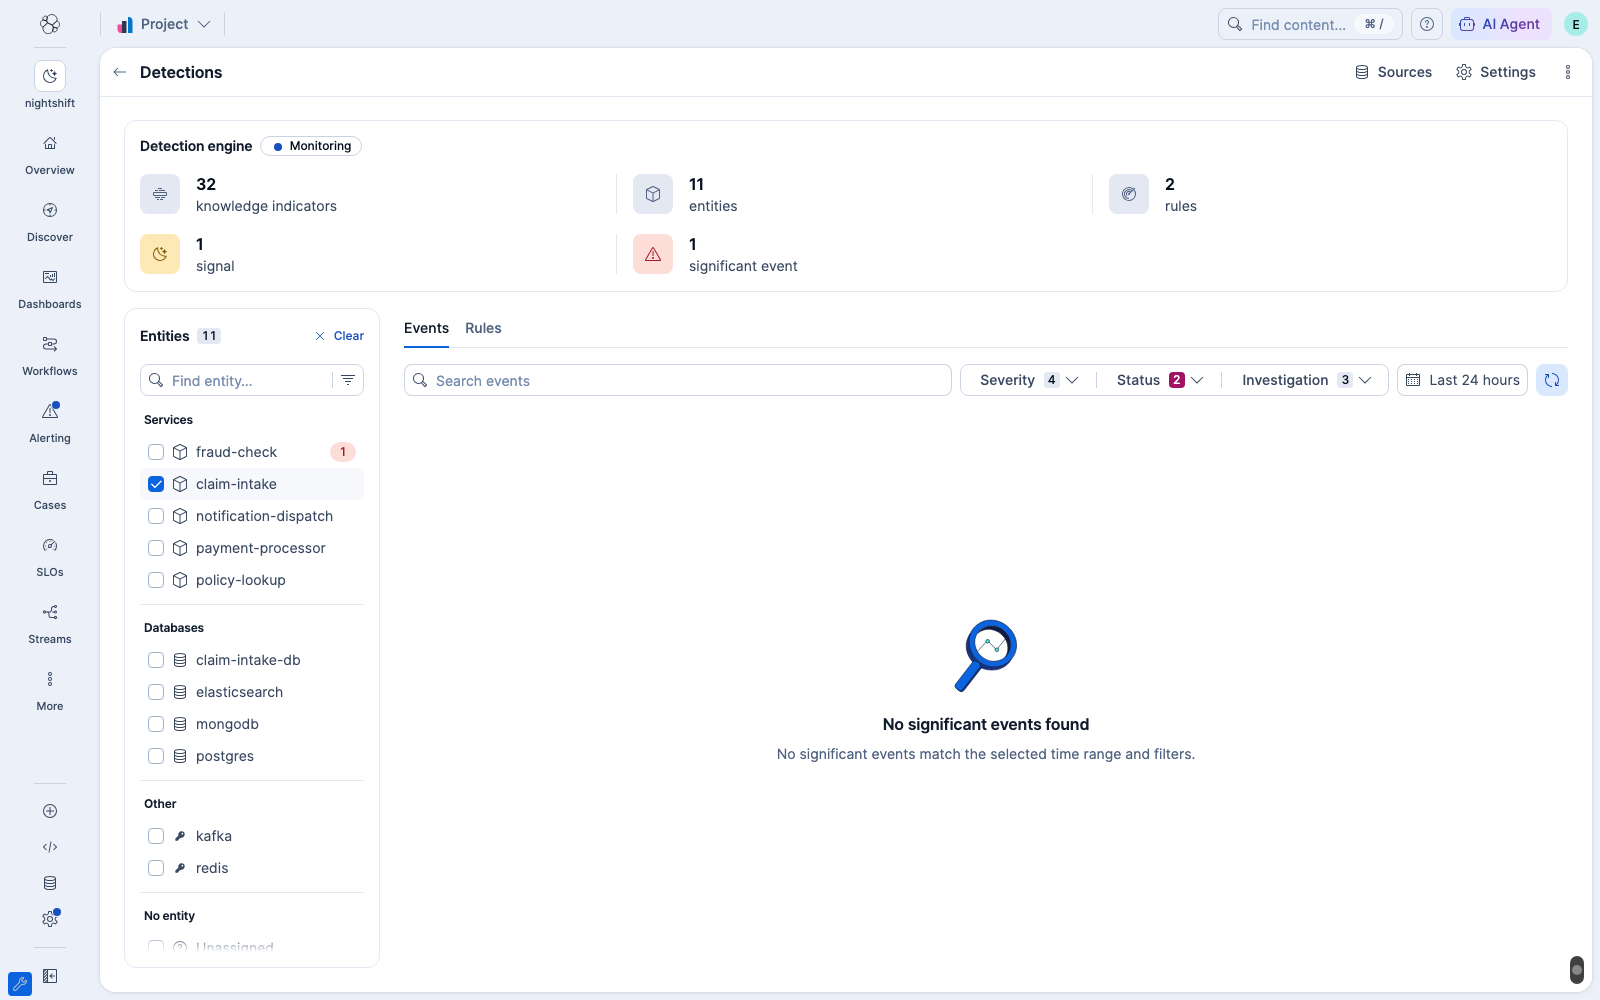 Project
Find content... ⌘ /
AI Agent
E
nightshift
Overview
Discover
Dashboards
Workflows
Alerting
Cases
SLOs
Streams
More
Detections
Sources
Settings
Detection engine
Monitoring
32
knowledge indicators
11
entities
2
rules
1
signal
1
significant event
Entities 11
Clear
Find entity...
Services
fraud-check 1
claim-intake
notification-dispatch
payment-processor
policy-lookup
Databases
claim-intake-db
elasticsearch
mongodb
postgres
Other
kafka
redis
No entity
Unassigned
Events
Rules
Search events
Severity 4
Status 2
Investigation 3
Last 24 hours
No significant events found
No significant events match the selected time range and filters.